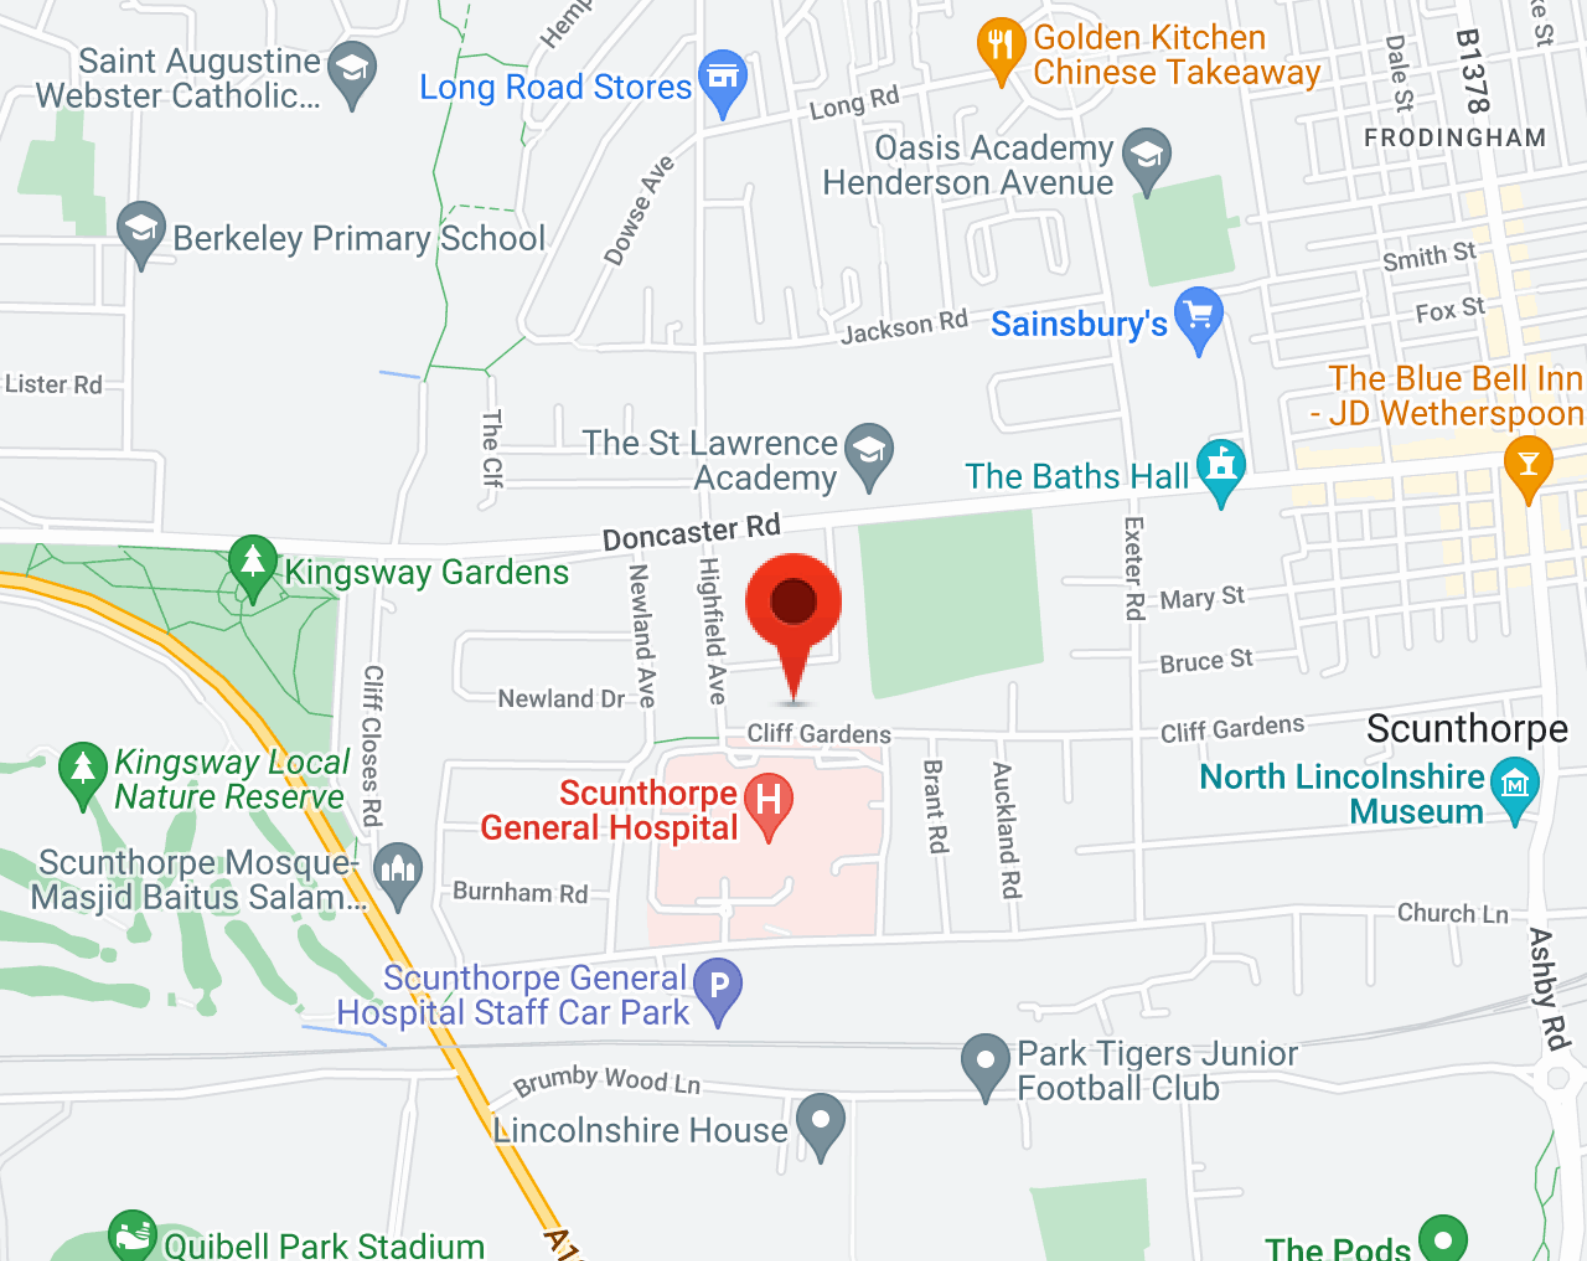 Hemp
Saint Augustine
Webster Catholic...
Long Road Stores
Long Rd
Golden Kitchen
Chinese Takeaway
Dale St
B1378
ke St
FRODINGHAM
Oasis Academy
Henderson Avenue
Dowse Ave
Berkeley Primary School
Smith St
Fox St
Jackson Rd
Sainsbury's
Lister Rd
The Blue Bell Inn
- JD Wetherspoon
The Clf
The St Lawrence
Academy
The Baths Hall
Doncaster Rd
Kingsway Gardens
Newland Ave
Highfield Ave
Exeter Rd
Mary St
Bruce St
Newland Dr
Cliff Closes Rd
Cliff Gardens
Cliff Gardens
Scunthorpe
Kingsway Local
Nature Reserve
Scunthorpe
General Hospital
H
Brant Rd
Auckland Rd
North Lincolnshire
Museum
M
Scunthorpe Mosque-
Masjid Baitus Salam...
Burnham Rd
Church Ln
Ashby Rd
Scunthorpe General
Hospital Staff Car Park
P
Park Tigers Junior
Football Club
Brumby Wood Ln
Lincolnshire House
A1
Quibell Park Stadium
The Pods